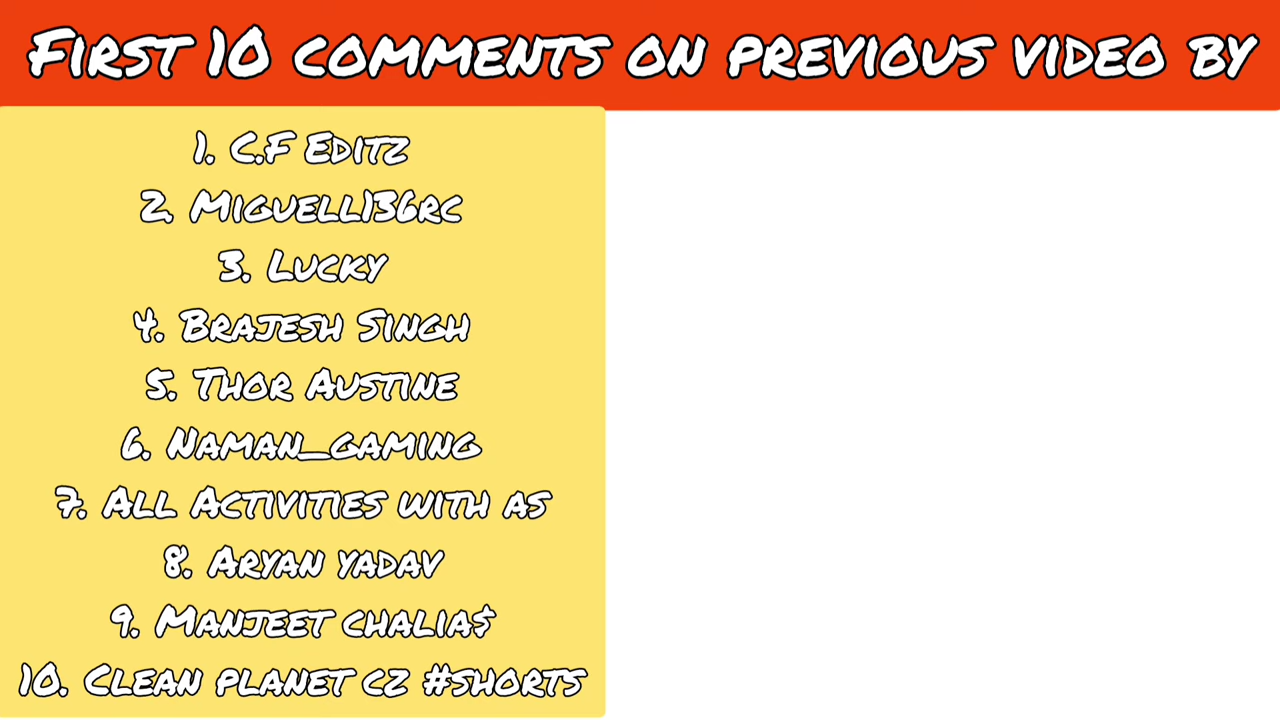 First 10 comments on previous video by
1. C.F Editz
2. Miguell136rc
3. Lucky
4. Brajesh Singh
5. Thor Austine
6. Naman_gaming
7. All Activities with as
8. Aryan yadav
9. Manjeet chalia$
10. Clean planet cz #shorts